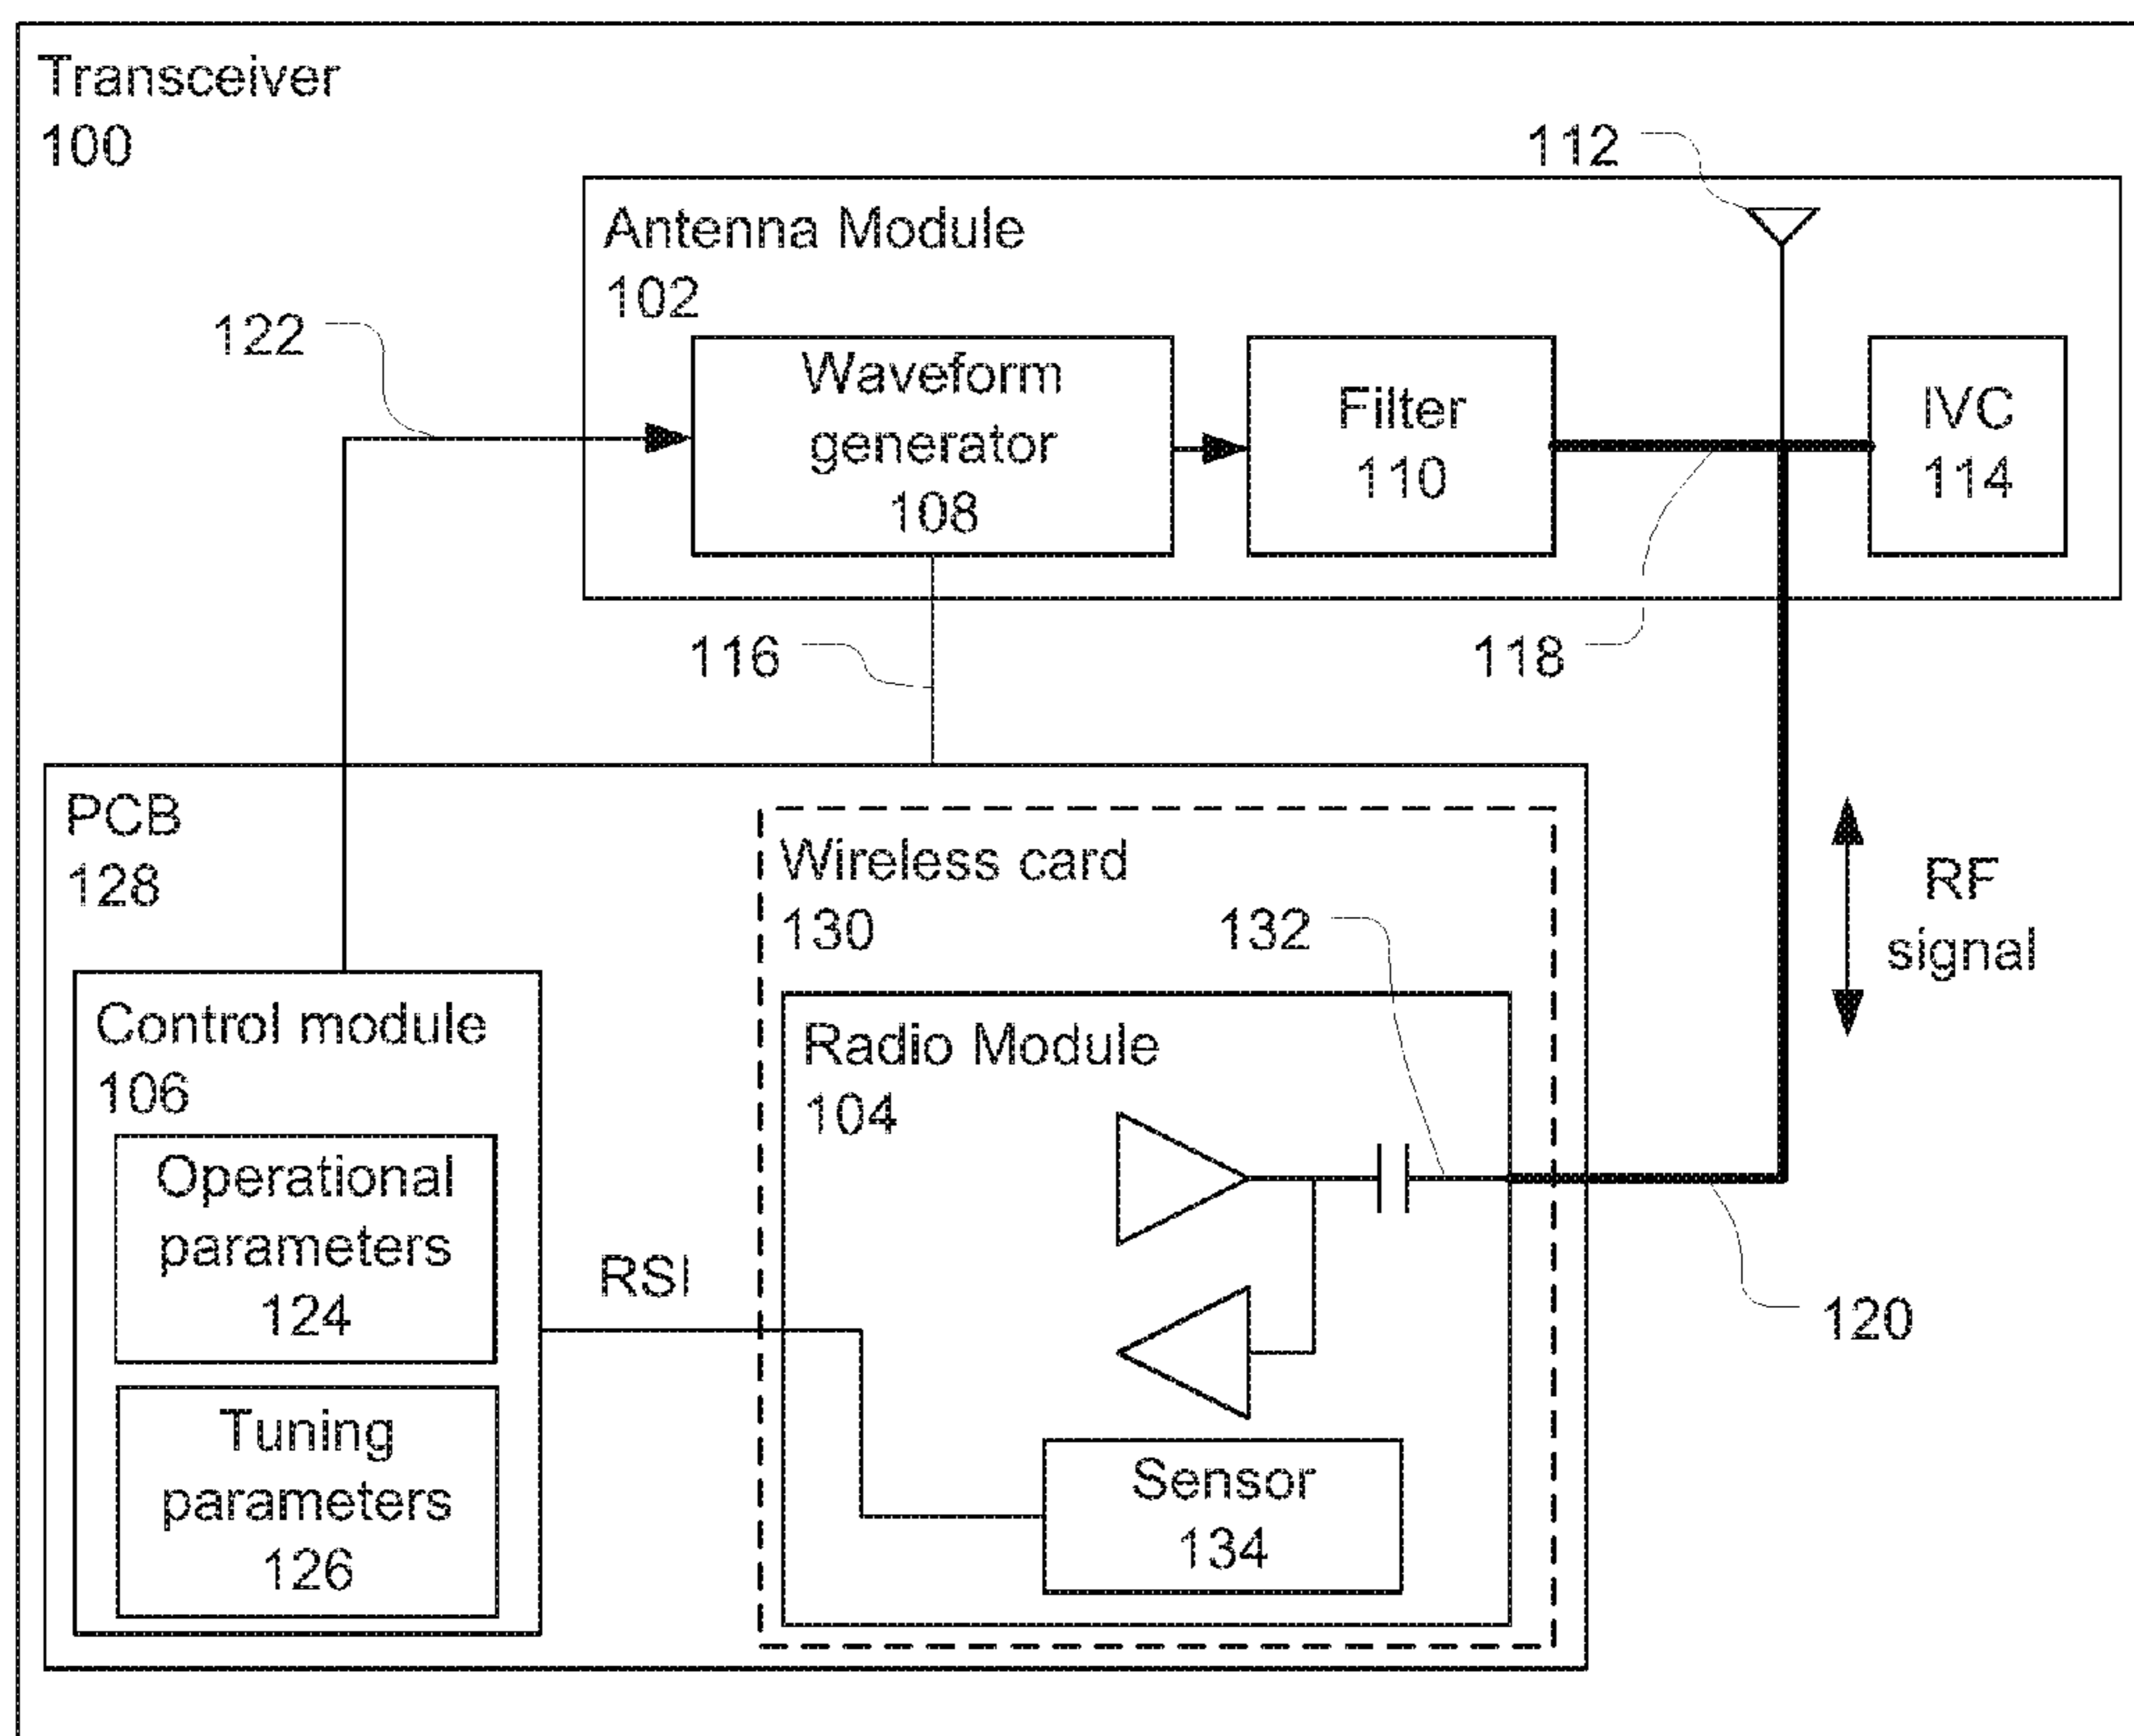 Transceiver
100
112
Antenna Module
102
122
Waveform
generator
108
Filter
110
IVC
114
116
118
PCB
128
Wireless card
130
132
RF
signal
Control module
106
Radio Module
104
Operational
parameters
124
RSI
120
Tuning
parameters
126
Sensor
134